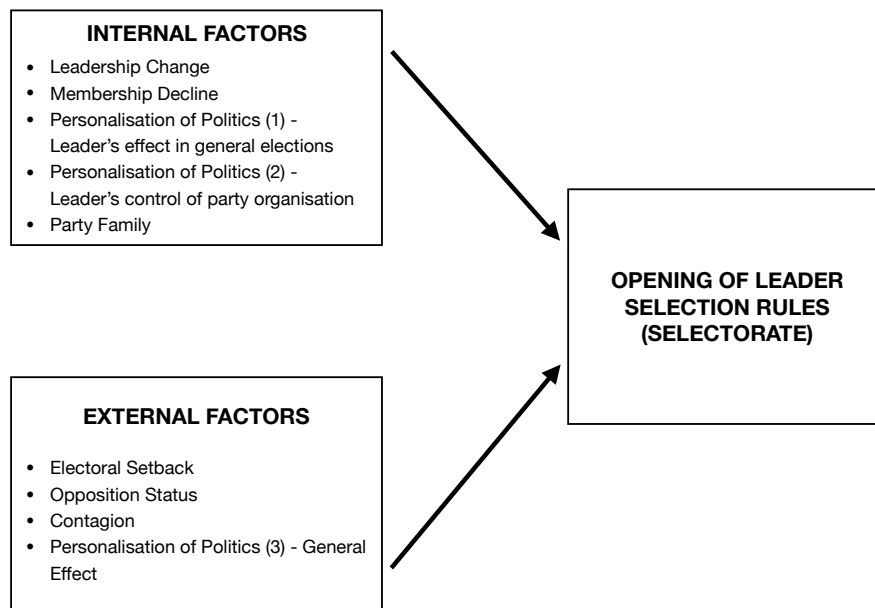 INTERNAL FACTORS
• Leadership Change
• Membership Decline
• Personalisation of Politics (1) -
Leader's effect in general elections
• Personalisation of Politics (2) -
Leader's control of party organisation
• Party Family
OPENING OF LEADER
SELECTION RULES
(SELECTORATE)
EXTERNAL FACTORS
• Electoral Setback
• Opposition Status
• Contagion
• Personalisation of Politics (3) - General
Effect